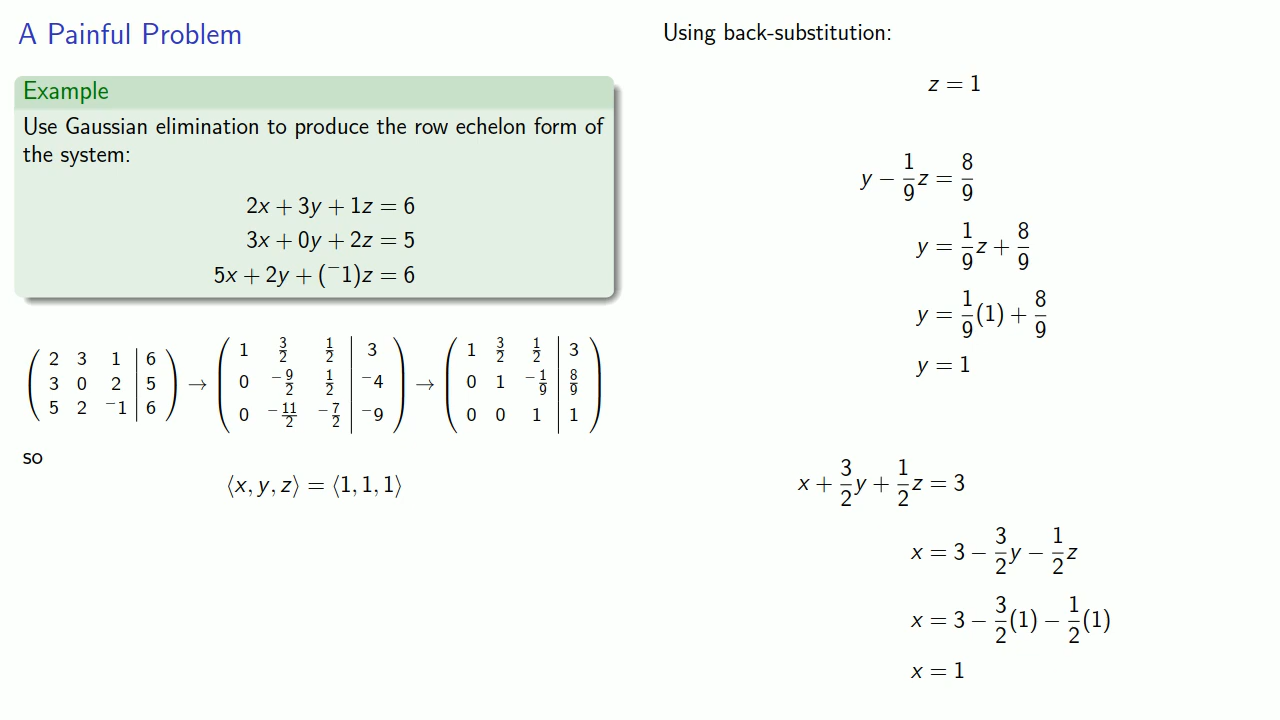 A Painful Problem
Example
Use Gaussian elimination to produce the row echelon form of
the system:
2x + 3y + 1z = 6
3x + 0y + 2z = 5
5x + 2y + (⁻1)z = 6
( 2 3 1 | 6 ; 3 0 2 | 5 ; 5 2 ⁻1 | 6 ) → ( 1 3/2 1/2 | 3 ; 0 ⁻9/2 1/2 | ⁻4 ; 0 ⁻11/2 ⁻7/2 | ⁻9 ) → ( 1 3/2 1/2 | 3 ; 0 1 ⁻1/9 | 8/9 ; 0 0 1 | 1 )
so
⟨x, y, z⟩ = ⟨1, 1, 1⟩
Using back-substitution:
z = 1
y − 1/9 z = 8/9
y = 1/9 z + 8/9
y = 1/9 (1) + 8/9
y = 1
x + 3/2 y + 1/2 z = 3
x = 3 − 3/2 y − 1/2 z
x = 3 − 3/2 (1) − 1/2 (1)
x = 1